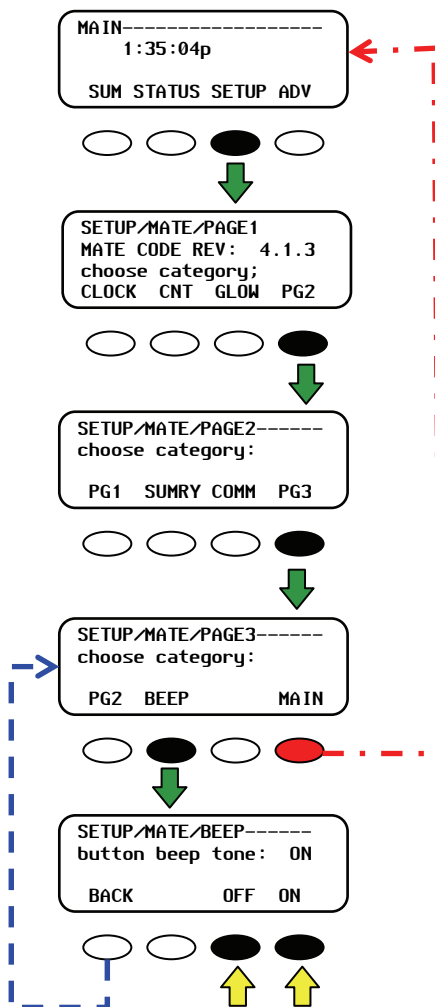 MAIN-------------------
1:35:04p
SUM STATUS SETUP ADV
SETUP/MATE/PAGE1
MATE CODE REV: 4.1.3
choose category;
CLOCK CNT GLOW PG2
SETUP/MATE/PAGE2------
choose category:
PG1 SUMRY COMM PG3
SETUP/MATE/PAGE3------
choose category:
PG2 BEEP MAIN
SETUP/MATE/BEEP------
button beep tone: ON
BACK OFF ON